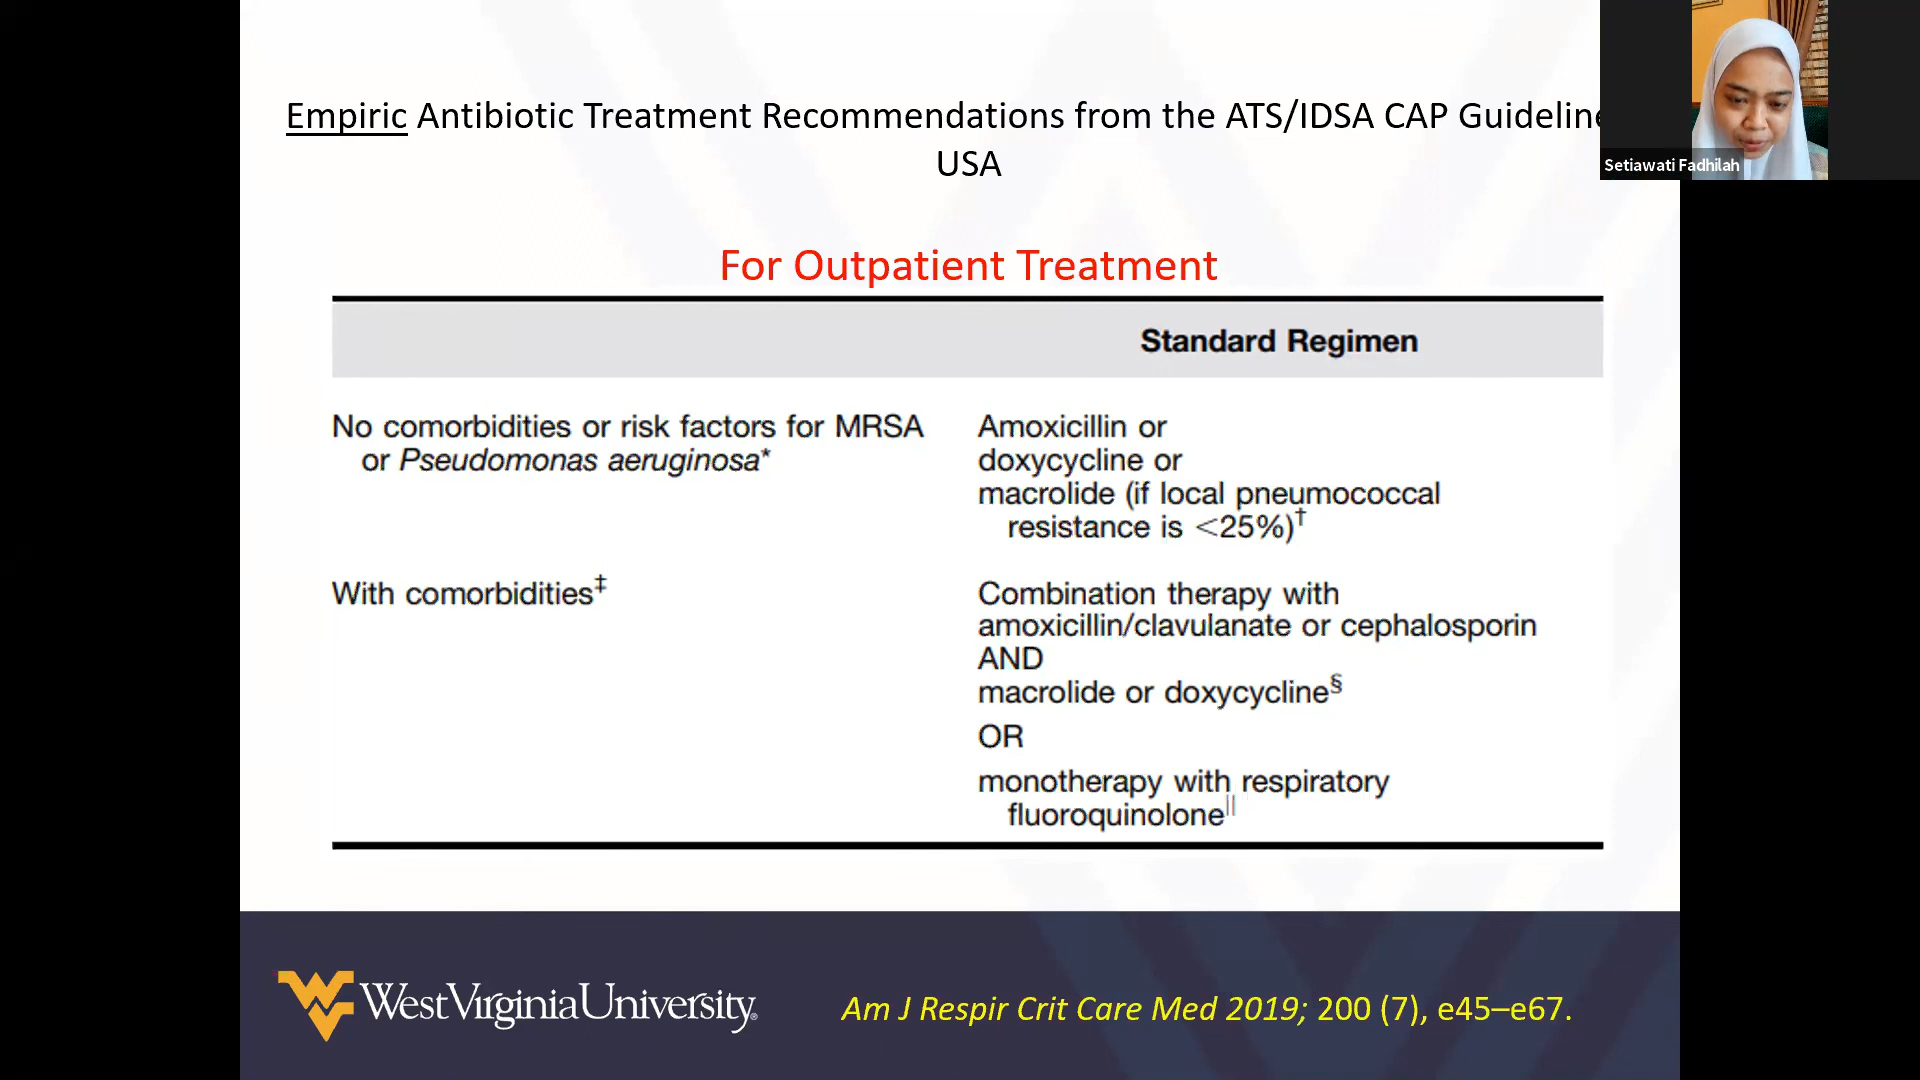 Empiric Antibiotic Treatment Recommendations from the ATS/IDSA CAP Guideline
USA
Setiawati Fadhilah
For Outpatient Treatment
Standard Regimen
No comorbidities or risk factors for MRSA
or Pseudomonas aeruginosa*
Amoxicillin or
doxycycline or
macrolide (if local pneumococcal
resistance is <25%)†
With comorbidities‡
Combination therapy with
amoxicillin/clavulanate or cephalosporin
AND
macrolide or doxycycline§
OR
monotherapy with respiratory
fluoroquinolone||
WestVirginiaUniversity®
Am J Respir Crit Care Med 2019; 200 (7), e45–e67.